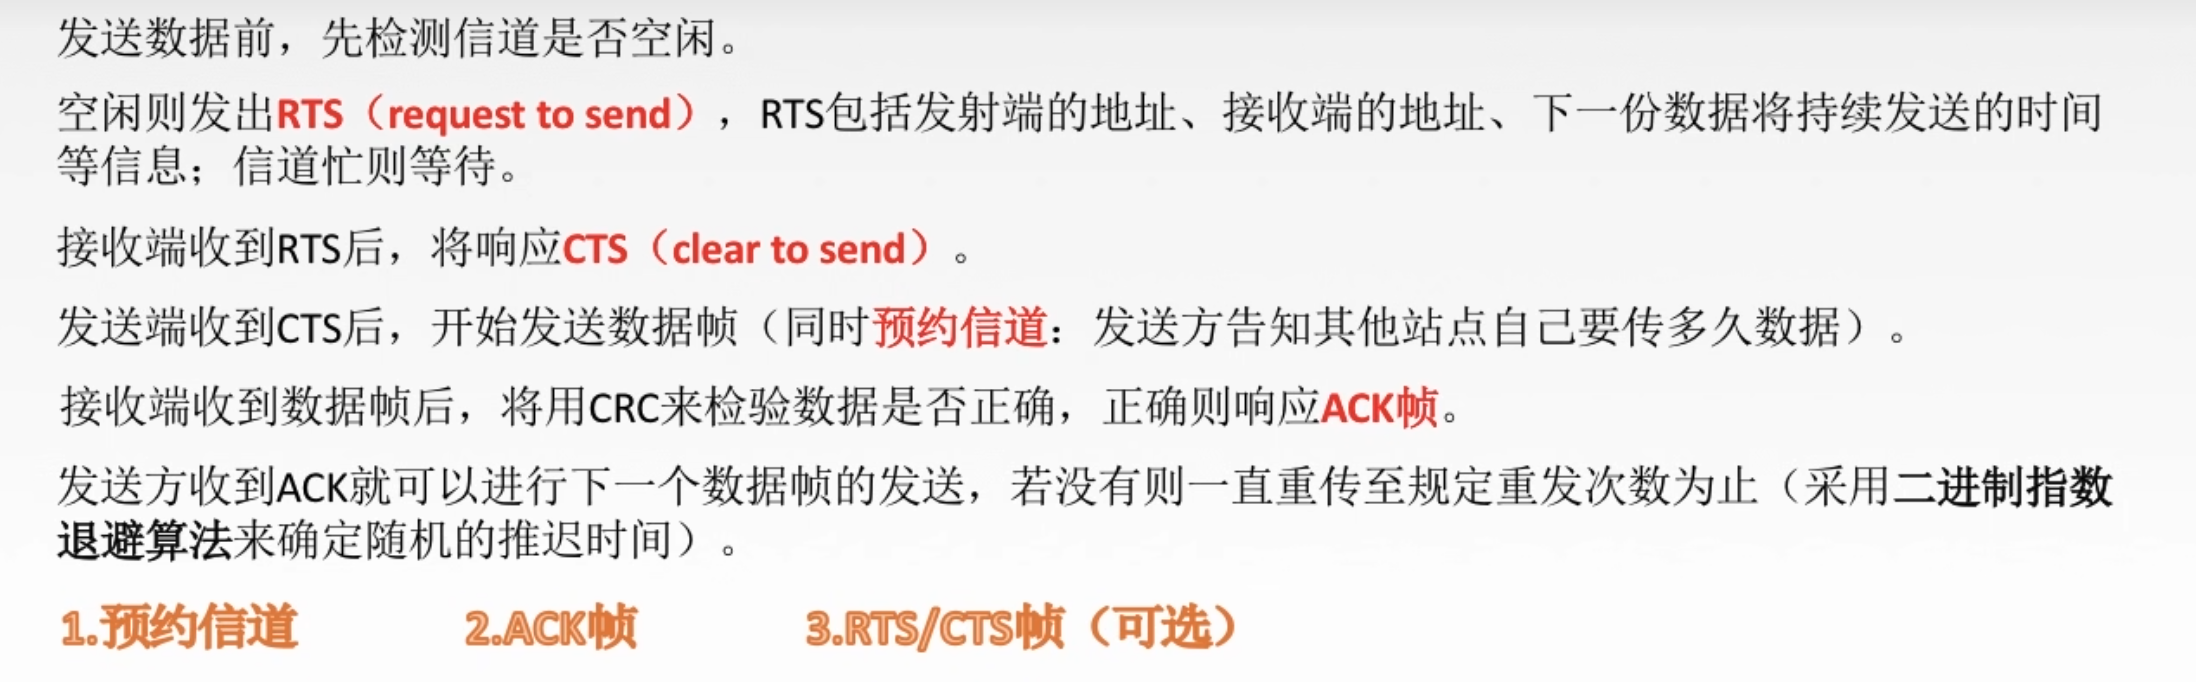 发送数据前，先检测信道是否空闲。
空闲则发出RTS（request to send），RTS包括发射端的地址、接收端的地址、下一份数据将持续发送的时间
等信息；信道忙则等待。
接收端收到RTS后，将响应CTS（clear to send）。
发送端收到CTS后，开始发送数据帧（同时预约信道：发送方告知其他站点自己要传多久数据）。
接收端收到数据帧后，将用CRC来检验数据是否正确，正确则响应ACK帧。
发送方收到ACK就可以进行下一个数据帧的发送，若没有则一直重传至规定重发次数为止（采用二进制指数
退避算法来确定随机的推迟时间）。
1.预约信道 2.ACK帧 3.RTS/CTS帧（可选）